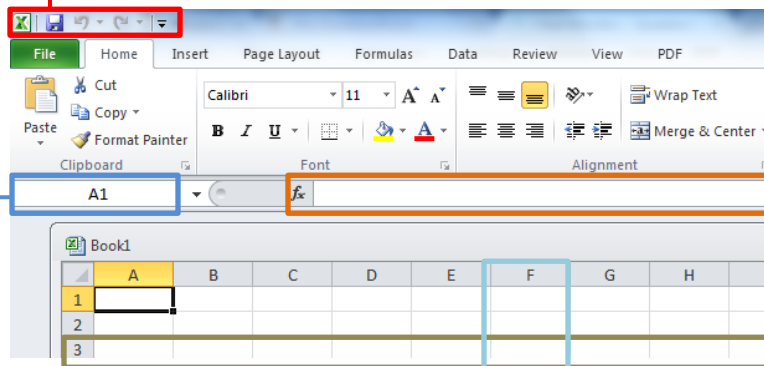 File Home Insert Page Layout Formulas Data Review View PDF
Cut
Calibri 11 A A Wrap Text
Copy
Paste
Format Painter B I U A Merge & Center
Clipboard Font Alignment
A1 fx
Book1
A B C D E F G H
1
2
3